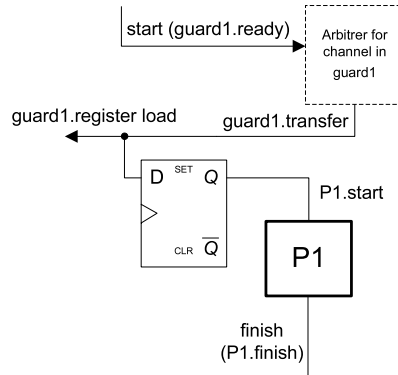 start (guard1.ready)
Arbitrer for
channel in
guard1
guard1.register load
guard1.transfer
D
SET
Q
P1.start
CLR
Q
P1
finish
(P1.finish)